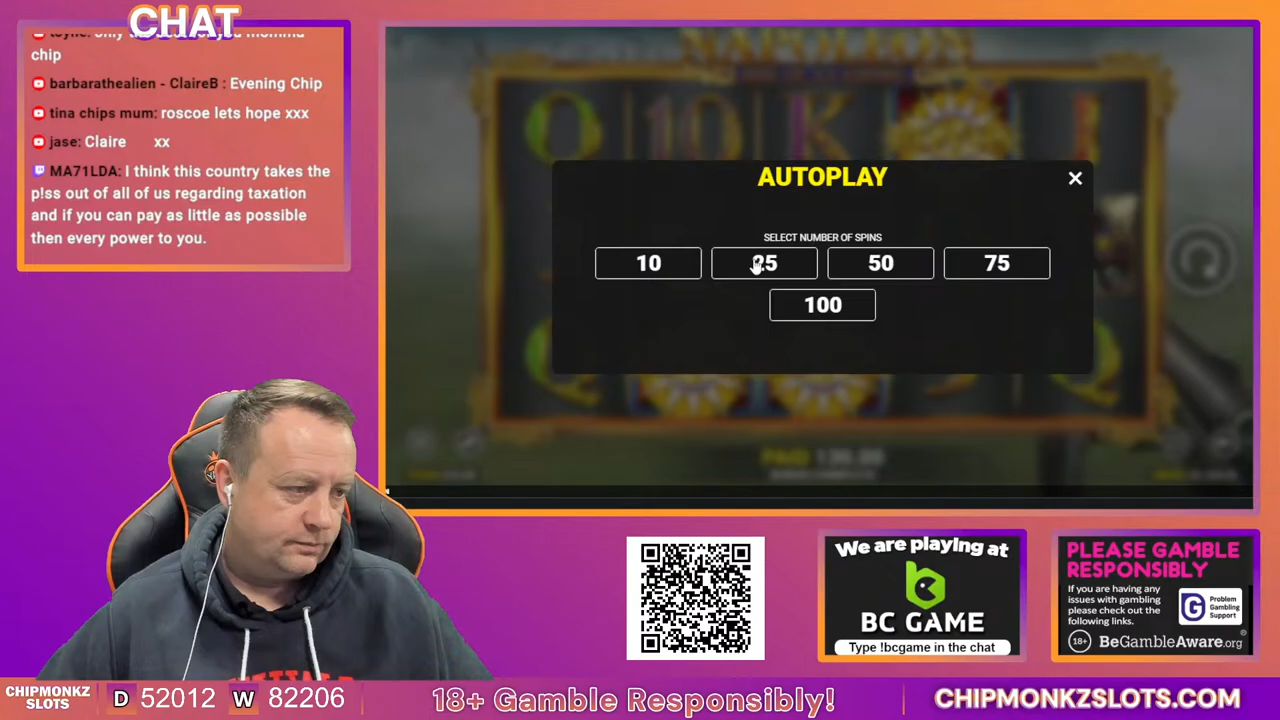 CHAT
chip
barbarathealien - ClaireB : Evening Chip
tina chips mum: roscoe lets hope xxx
jase: Claire xx
MA71LDA: I think this country takes the
p!ss out of all of us regarding taxation
and if you can pay as little as possible
then every power to you.
NAPOLEON
Q 10 K
AUTOPLAY
SELECT NUMBER OF SPINS
10 25 50 75
100
Q Q
PAID 130.00
We are playing at
BC GAME
Type !bcgame in the chat
PLEASE GAMBLE
RESPONSIBLY
If you are having any
issues with gambling
please check out the
following links.
Problem
Gambling
Support
18+ BeGambleAware.org®
CHIPMONKZ
SLOTS
D 52012 W 82206
18+ Gamble Responsibly!
CHIPMONKZSLOTS.COM